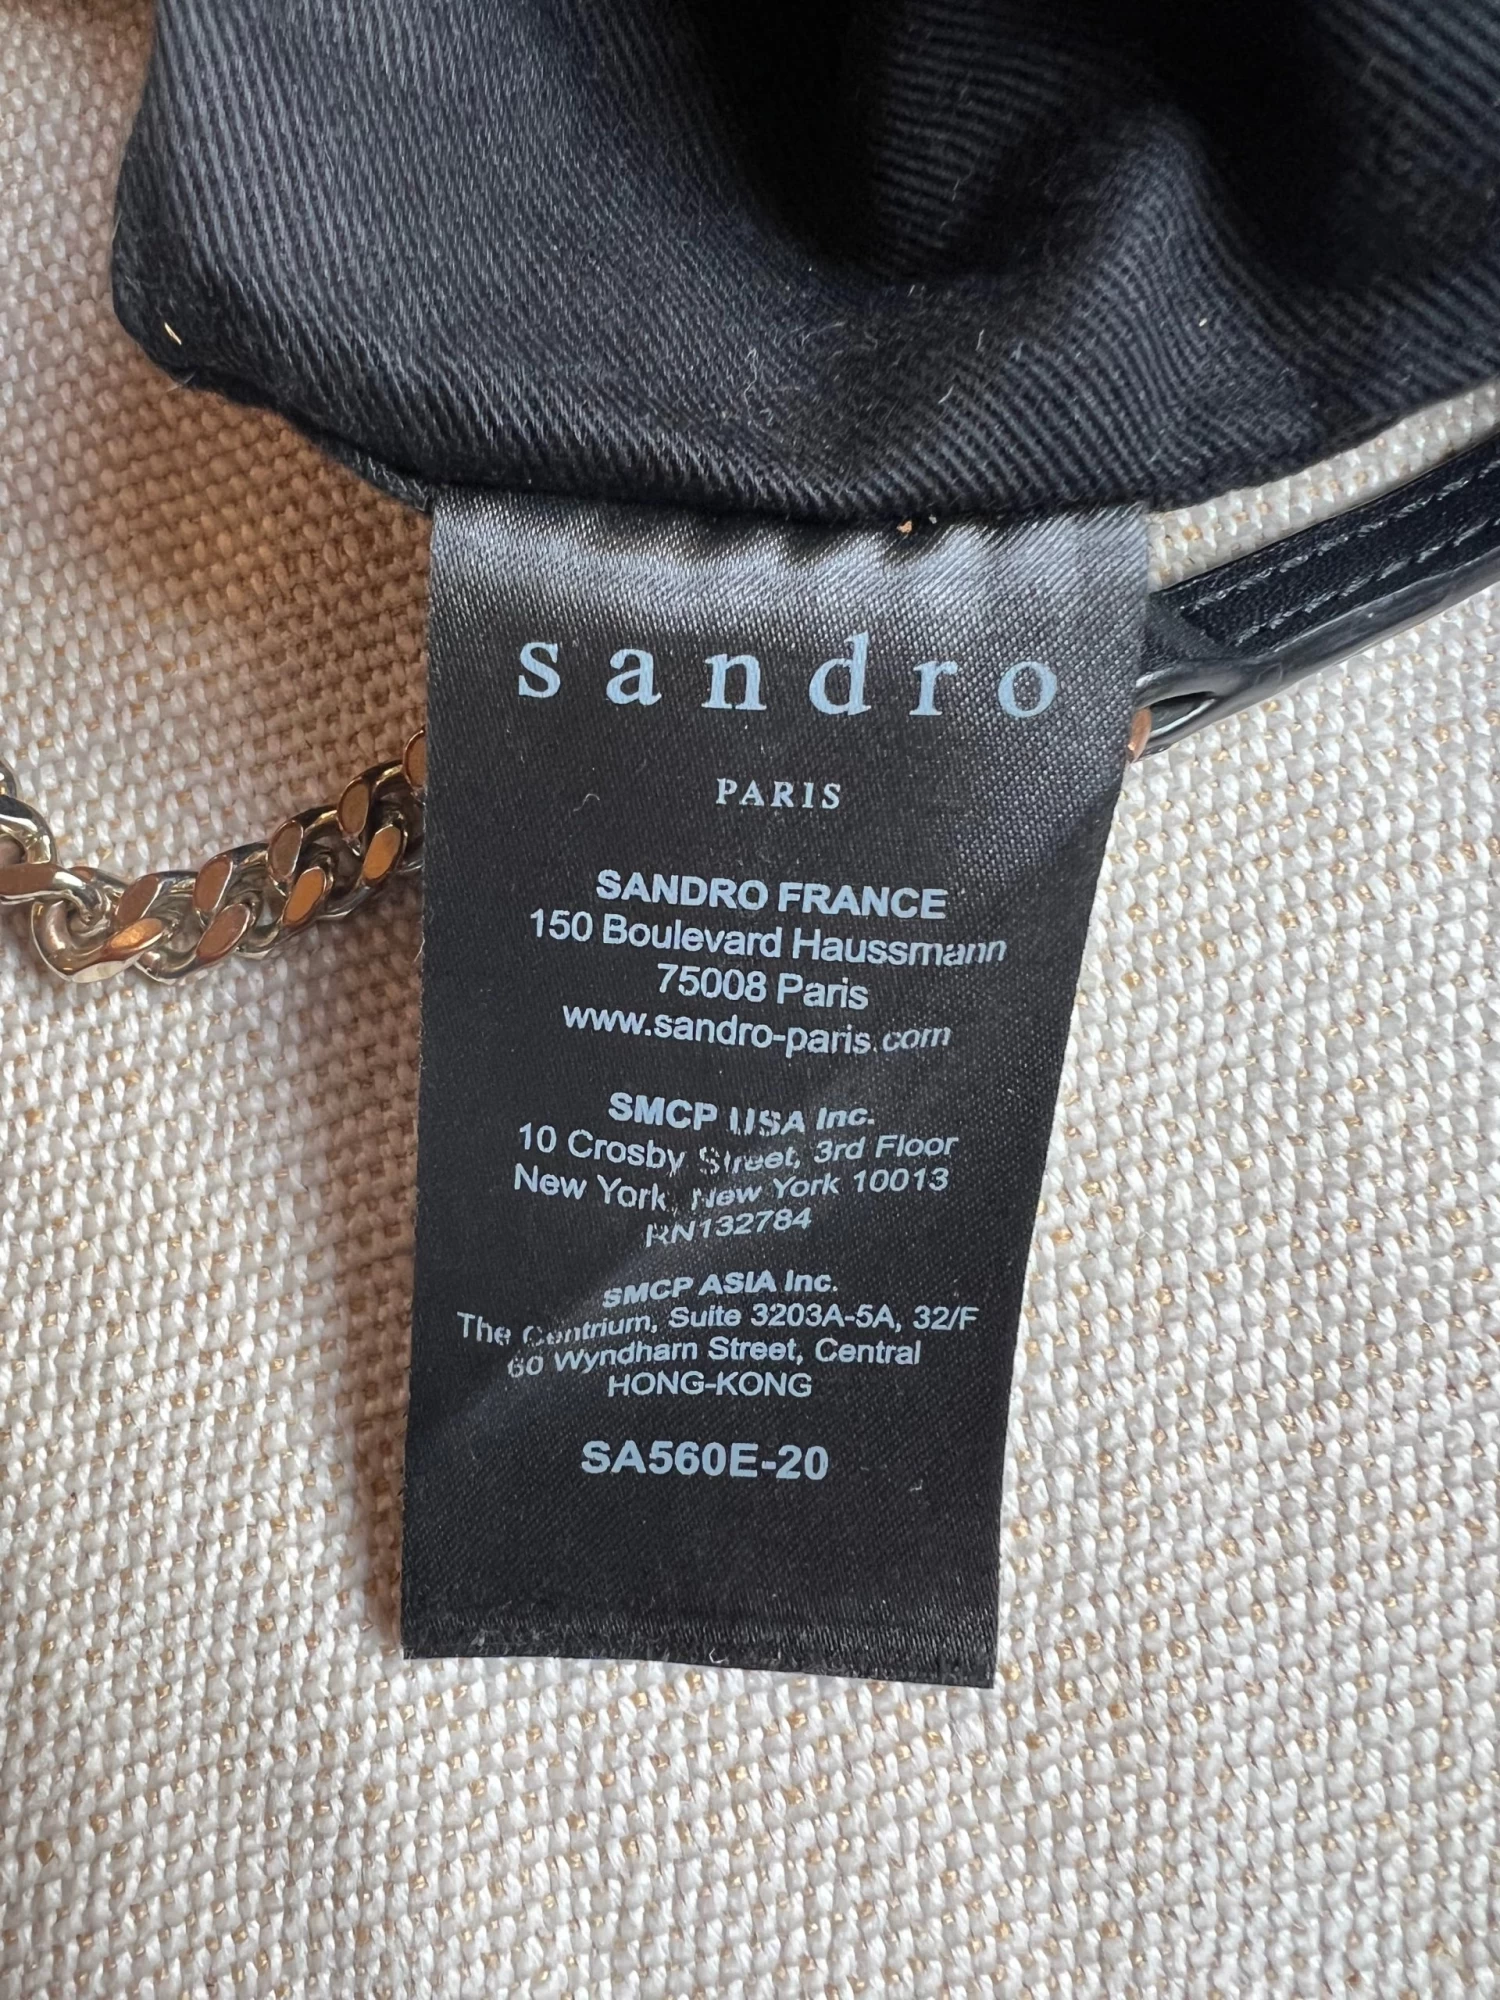 sandro
PARIS
SANDRO FRANCE
150 Boulevard Haussmann
75008 Paris
www.sandro-paris.com
SMCP USA Inc.
10 Crosby Street, 3rd Floor
New York, New York 10013
RN132784
SMCP ASIA Inc.
The Centrium, Suite 3203A-5A, 32/F
60 Wyndham Street, Central
HONG-KONG
SA560E-20